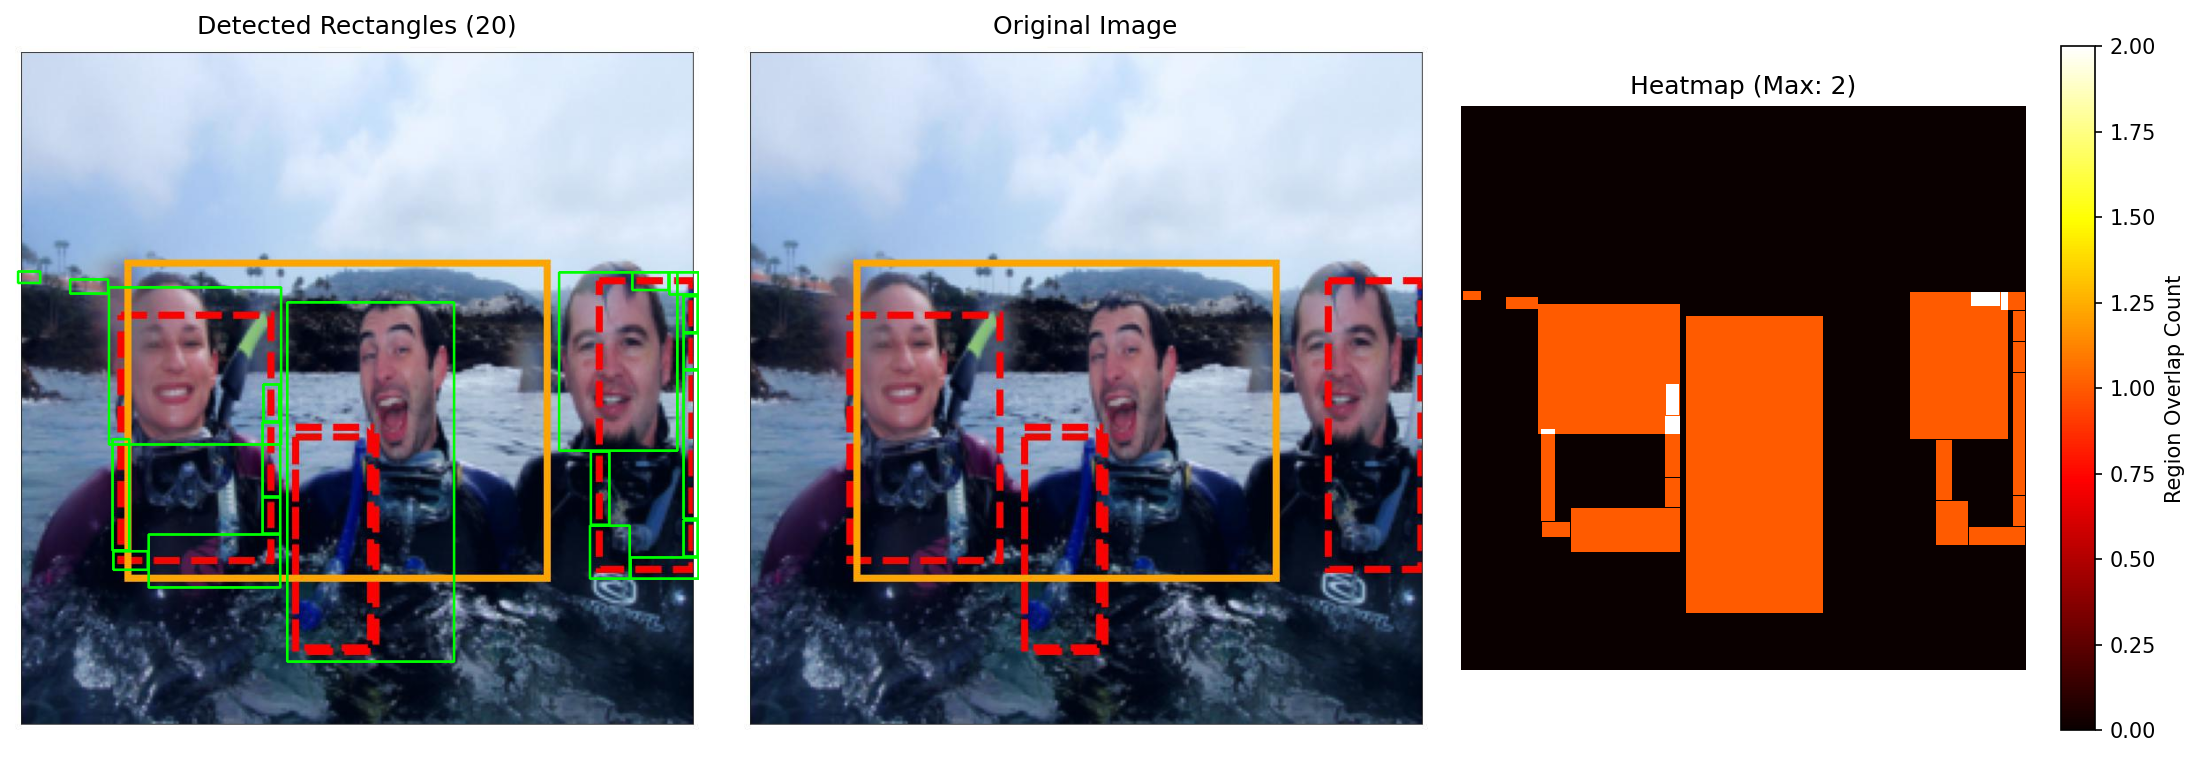 Detected Rectangles (20)
Original Image
Heatmap (Max: 2)
2.00
1.75
1.50
1.25
1.00
0.75
0.50
0.25
0.00
Region Overlap Count